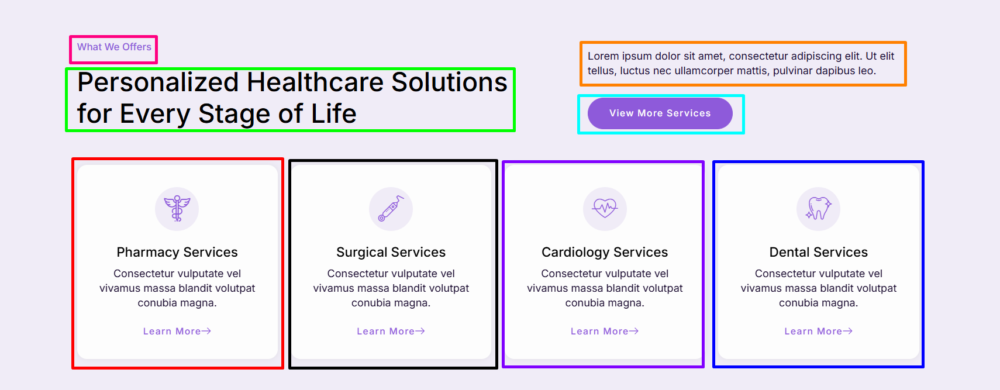 What We Offers
Personalized Healthcare Solutions
for Every Stage of Life
Lorem ipsum dolor sit amet, consectetur adipiscing elit. Ut elit
tellus, luctus nec ullamcorper mattis, pulvinar dapibus leo.
View More Services
Pharmacy Services
Consectetur vulputate vel
vivamus massa blandit volutpat
conubia magna.
Learn More→
Surgical Services
Consectetur vulputate vel
vivamus massa blandit volutpat
conubia magna.
Learn More→
Cardiology Services
Consectetur vulputate vel
vivamus massa blandit volutpat
conubia magna.
Learn More→
Dental Services
Consectetur vulputate vel
vivamus massa blandit volutpat
conubia magna.
Learn More→